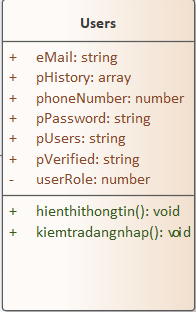 Users
+ eMail: string
+ pHistory: array
+ phoneNumber: number
+ pPassword: string
+ pUsers: string
+ pVerified: string
- userRole: number
+ hienthithongtin(): void
+ kiemtradangnhap(): void